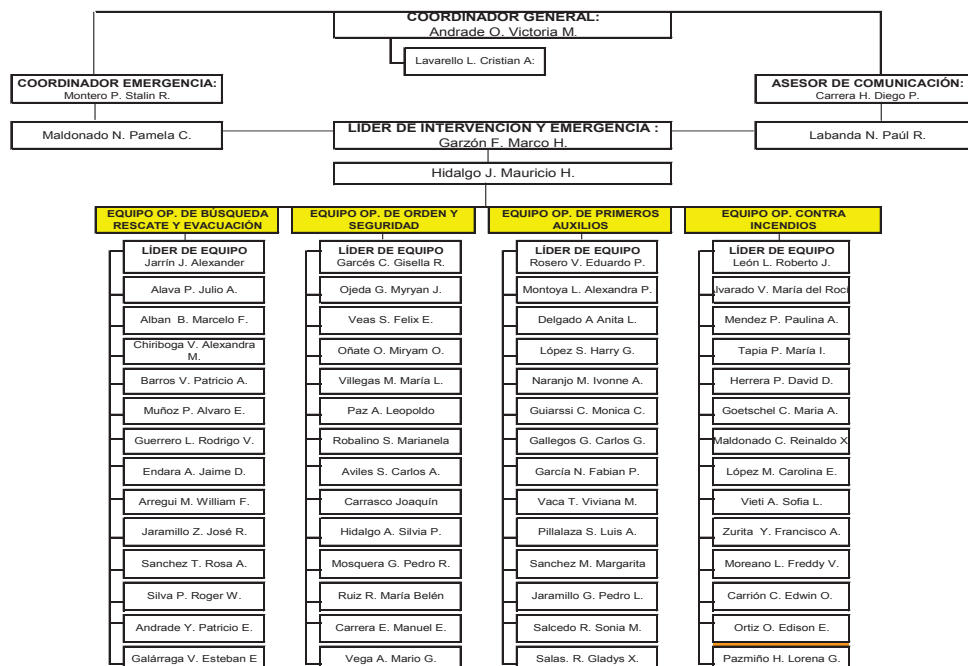 COORDINADOR GENERAL:
Andrade O. Victoria M.
Lavarello L. Cristian A:
COORDINADOR EMERGENCIA:
Montero P. Stalin R.
ASESOR DE COMUNICACIÓN:
Carrera H. Diego P.
Maldonado N. Pamela C.
LIDER DE INTERVENCION Y EMERGENCIA :
Garzón F. Marco H.
Labanda N. Paúl R.
Hidalgo J. Mauricio H.
EQUIPO OP. DE BÚSQUEDA
RESCATE Y EVACUACIÓN
LÍDER DE EQUIPO
Jarrín J. Alexander
Alava P. Julio A.
Alban B. Marcelo F.
Chiriboga V. Alexandra
M.
Barros V. Patricio A.
Muñoz P. Alvaro E.
Guerrero L. Rodrigo V.
Endara A. Jaime D.
Arregui M. William F.
Jaramillo Z. José R.
Sanchez T. Rosa A.
Silva P. Roger W.
Andrade Y. Patricio E.
Galárraga V. Esteban E
EQUIPO OP. DE ORDEN Y
SEGURIDAD
LÍDER DE EQUIPO
Garcés C. Gisella R.
Ojeda G. Myryan J.
Veas S. Felix E.
Oñate O. Miryam O.
Villegas M. María L.
Paz A. Leopoldo
Robalino S. Marianela
Aviles S. Carlos A.
Carrasco Joaquín
Hidalgo A. Silvia P.
Mosquera G. Pedro R.
Ruiz R. María Belén
Carrera E. Manuel E.
Vega A. Mario G.
EQUIPO OP. DE PRIMEROS
AUXILIOS
LÍDER DE EQUIPO
Rosero V. Eduardo P.
Montoya L. Alexandra P.
Delgado A Anita L.
López S. Harry G.
Naranjo M. Ivonne A.
Guiarssi C. Monica C.
Gallegos G. Carlos G.
García N. Fabian P.
Vaca T. Viviana M.
Pillalaza S. Luis A.
Sanchez M. Margarita
Jaramillo G. Pedro L.
Salcedo R. Sonia M.
Salas. R. Gladys X.
EQUIPO OP. CONTRA
INCENDIOS
LÍDER DE EQUIPO
León L. Roberto J.
lvarado V. María del Roci
Mendez P. Paulina A.
Tapia P. María I.
Herrera P. David D.
Goetschel C. Maria A.
Maldonado C. Reinaldo X
López M. Carolina E.
Vieti A. Sofia L.
Zurita Y. Francisco A.
Moreano L. Freddy V.
Carrión C. Edwin O.
Ortiz O. Edison E.
Pazmiño H. Lorena G.